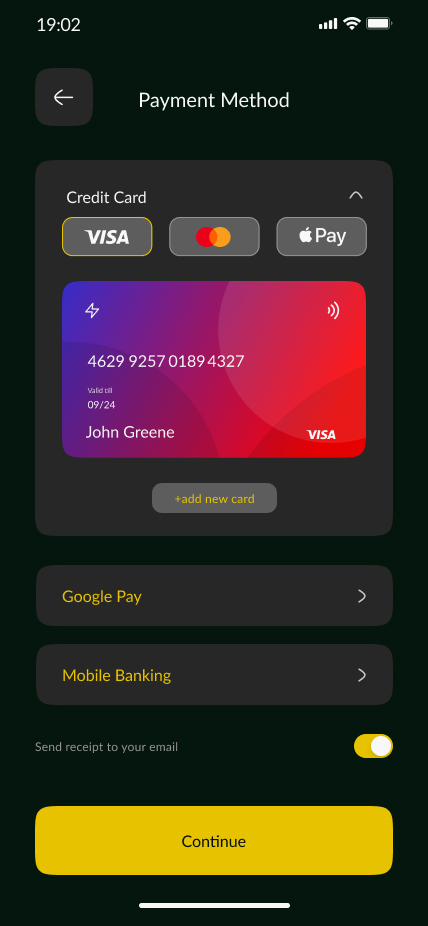 19:02
Payment Method
Credit Card
VISA
Pay
4629 9257 0189 4327
Valid till
09/24
John Greene
VISA
+add new card
Google Pay
Mobile Banking
Send receipt to your email
Continue